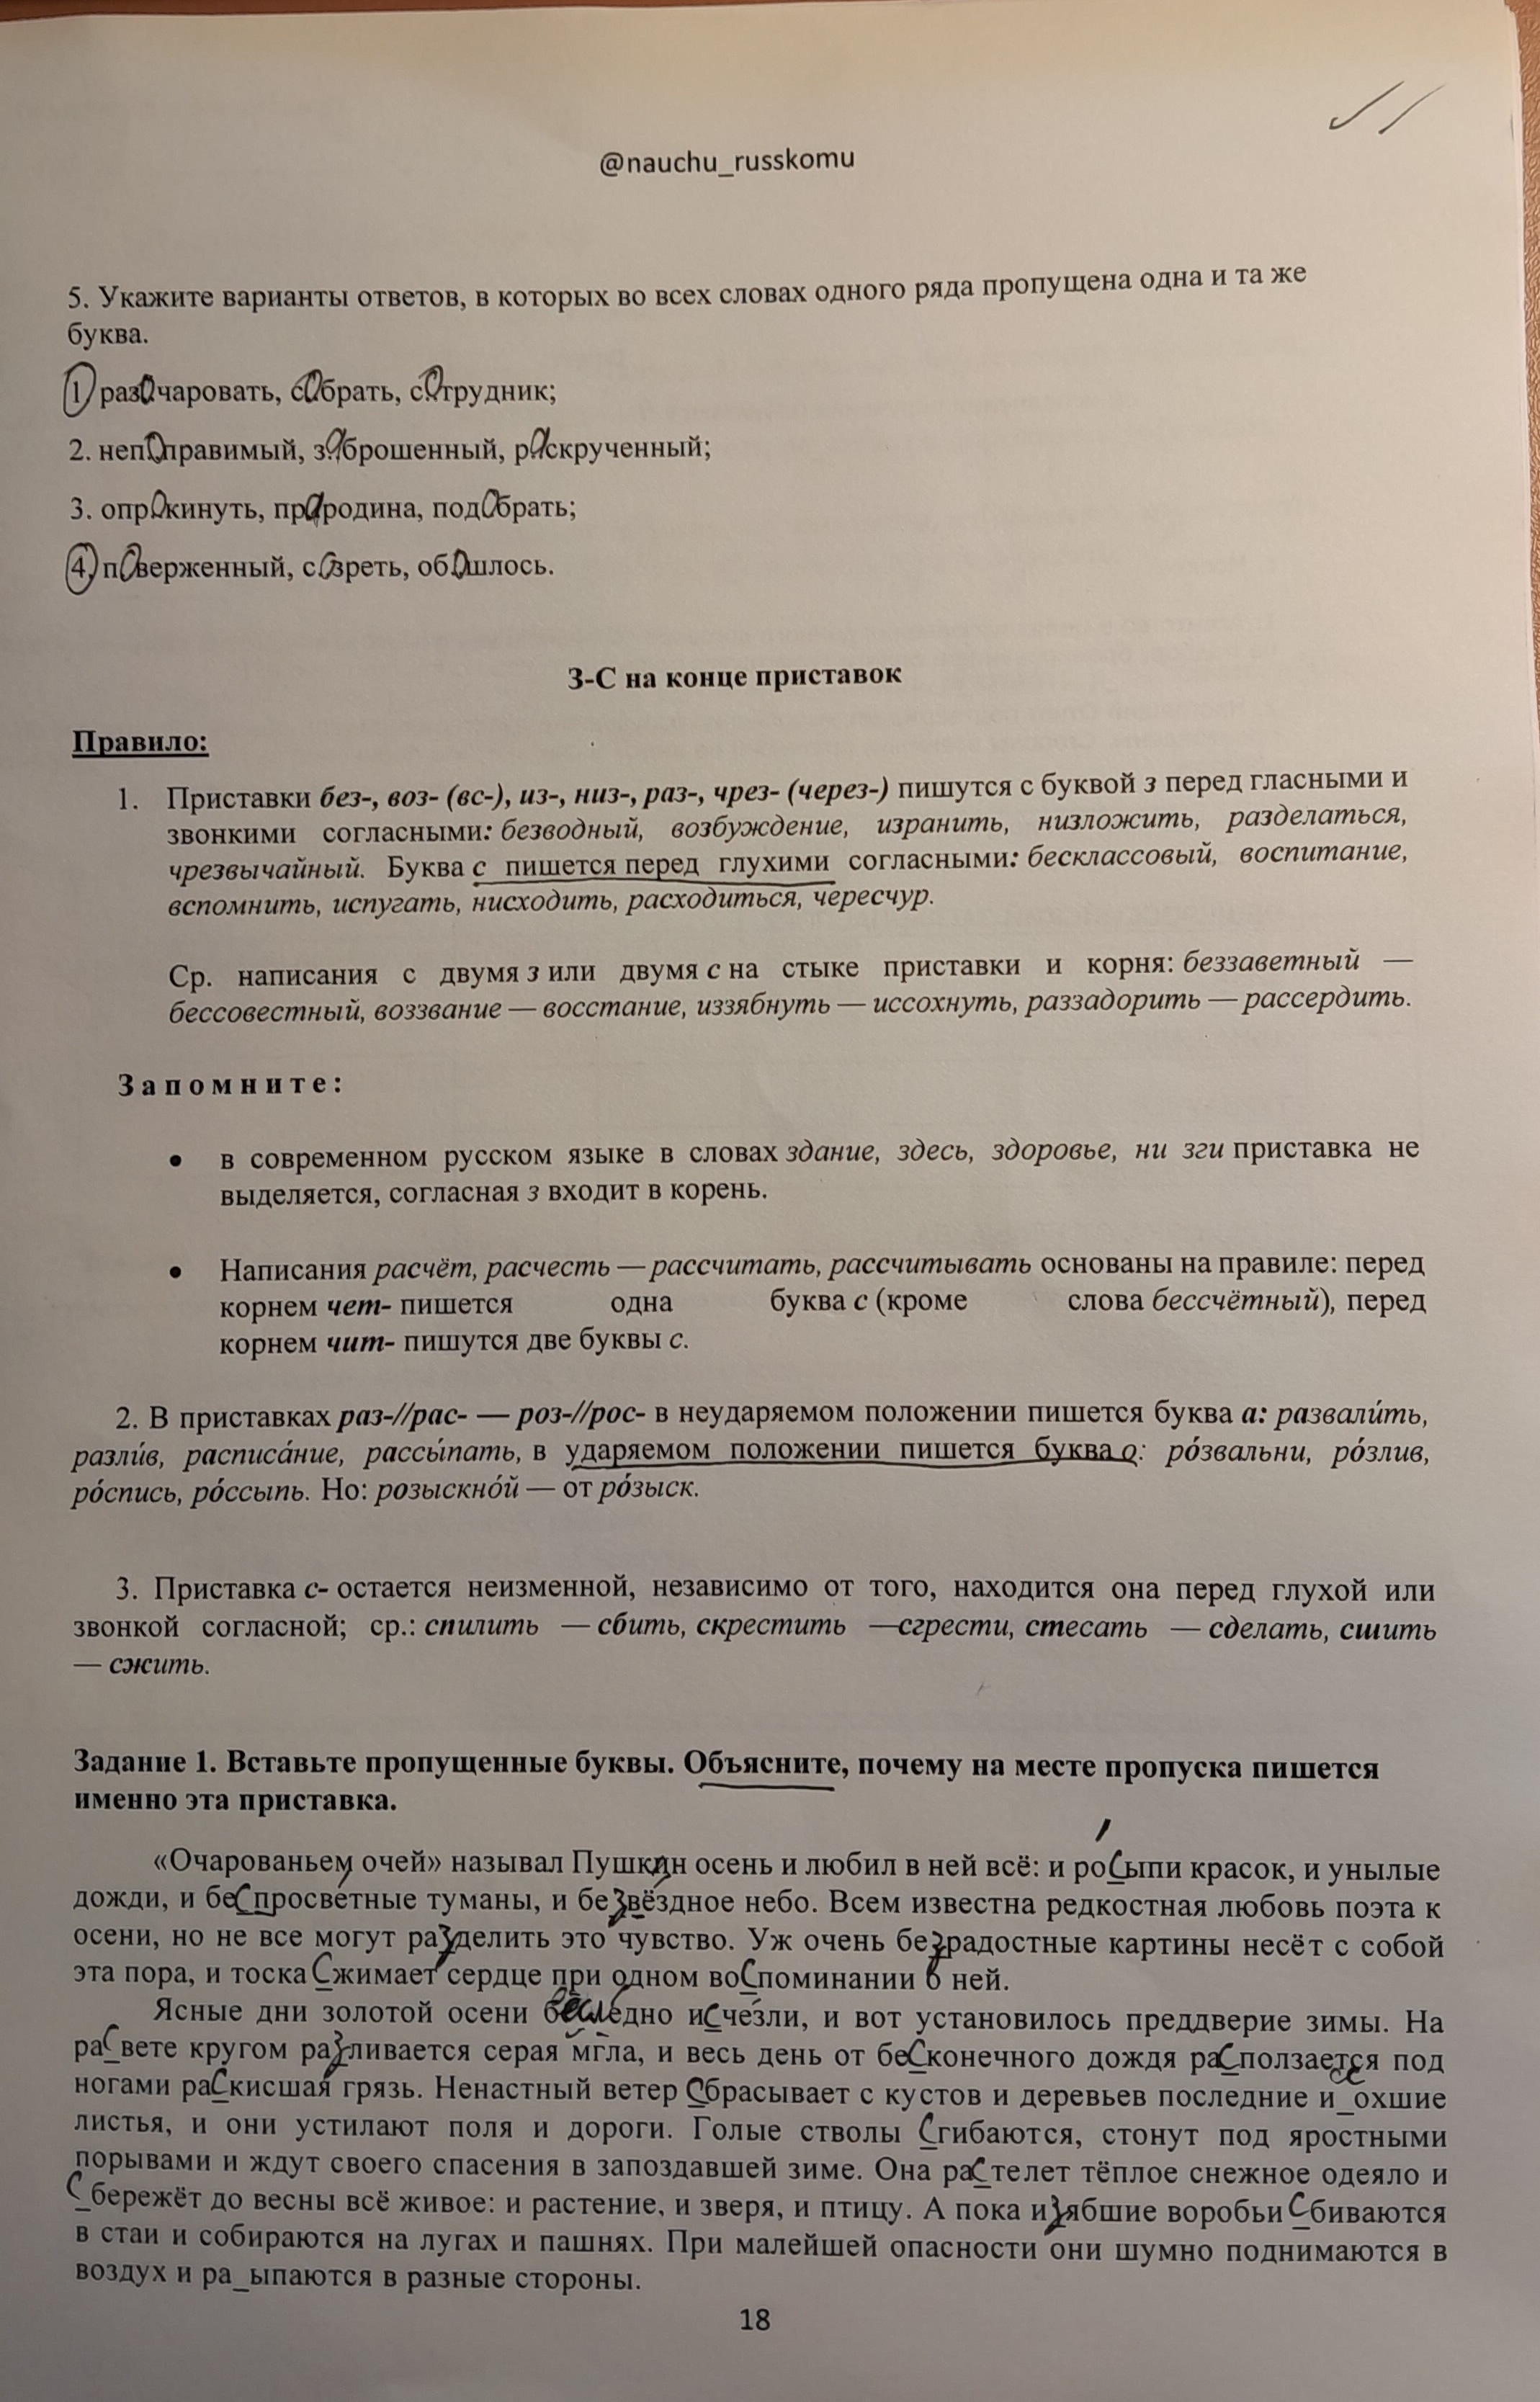 @nauchu_russkomu
5. Укажите варианты ответов, в которых во всех словах одного ряда пропущена одна и та же
буква.
1) разОчаровать, сОбрать, сОтрудник;
2. непОправимый, зАброшенный, рАскрученный;
3. опрОкинуть, прАродина, подОбрать;
4) пОверженный, сОзреть, обОшлось.
З-С на конце приставок
Правило:
1. Приставки без-, воз- (вс-), из-, низ-, раз-, чрез- (через-) пишутся с буквой з перед гласными и
звонкими согласными: безводный, возбуждение, изранить, низложить, разделаться,
чрезвычайный. Буква с пишется перед глухими согласными: бесклассовый, воспитание,
вспомнить, испугать, нисходить, расходиться, чересчур.
Ср. написания с двумя з или двумя с на стыке приставки и корня: беззаветный —
бессовестный, воззвание — восстание, иззябнуть — иссохнуть, раззадорить — рассердить.
Запомните:
• в современном русском языке в словах здание, здесь, здоровье, ни зги приставка не
выделяется, согласная з входит в корень.
• Написания расчёт, расчесть — рассчитать, рассчитывать основаны на правиле: перед
корнем чет- пишется одна буква с (кроме слова бессчётный), перед
корнем чит- пишутся две буквы с.
2. В приставках раз-//рас- — роз-//рос- в неударяемом положении пишется буква а: развали́ть,
разли́в, расписа́ние, рассы́пать, в ударяемом положении пишется буква о: ро́звальни, ро́злив,
ро́спись, ро́ссыпь. Но: розыскно́й — от ро́зыск.
3. Приставка с- остается неизменной, независимо от того, находится она перед глухой или
звонкой согласной; ср.: спилить — сбить, скрестить —сгрести, стесать — сделать, сшить
— сжить.
Задание 1. Вставьте пропущенные буквы. Объясните, почему на месте пропуска пишется
именно эта приставка.
«Очарованьем очей» называл Пушкин осень и любил в ней всё: и роСыпи красок, и унылые
дожди, и беСпросветные туманы, и беЗвёздное небо. Всем известна редкостная любовь поэта к
осени, но не все могут раЗделить это чувство. Уж очень беЗрадостные картины несёт с собой
эта пора, и тоска Сжимает сердце при одном воСпоминании о ней.
Ясные дни золотой осени бесследно иСчезли, и вот установилось преддверие зимы. На
раСвете кругом раЗливается серая мгла, и весь день от беСконечного дождя раСползается под
ногами раСкисшая грязь. Ненастный ветер Сбрасывает с кустов и деревьев последние иссохшие
листья, и они устилают поля и дороги. Голые стволы Сгибаются, стонут под яростными
порывами и ждут своего спасения в запоздавшей зиме. Она раСтелет тёплое снежное одеяло и
Сбережёт до весны всё живое: и растение, и зверя, и птицу. А пока иЗябшие воробьи Сбиваются
в стаи и собираются на лугах и пашнях. При малейшей опасности они шумно поднимаются в
воздух и ра_ыпаются в разные стороны.
18